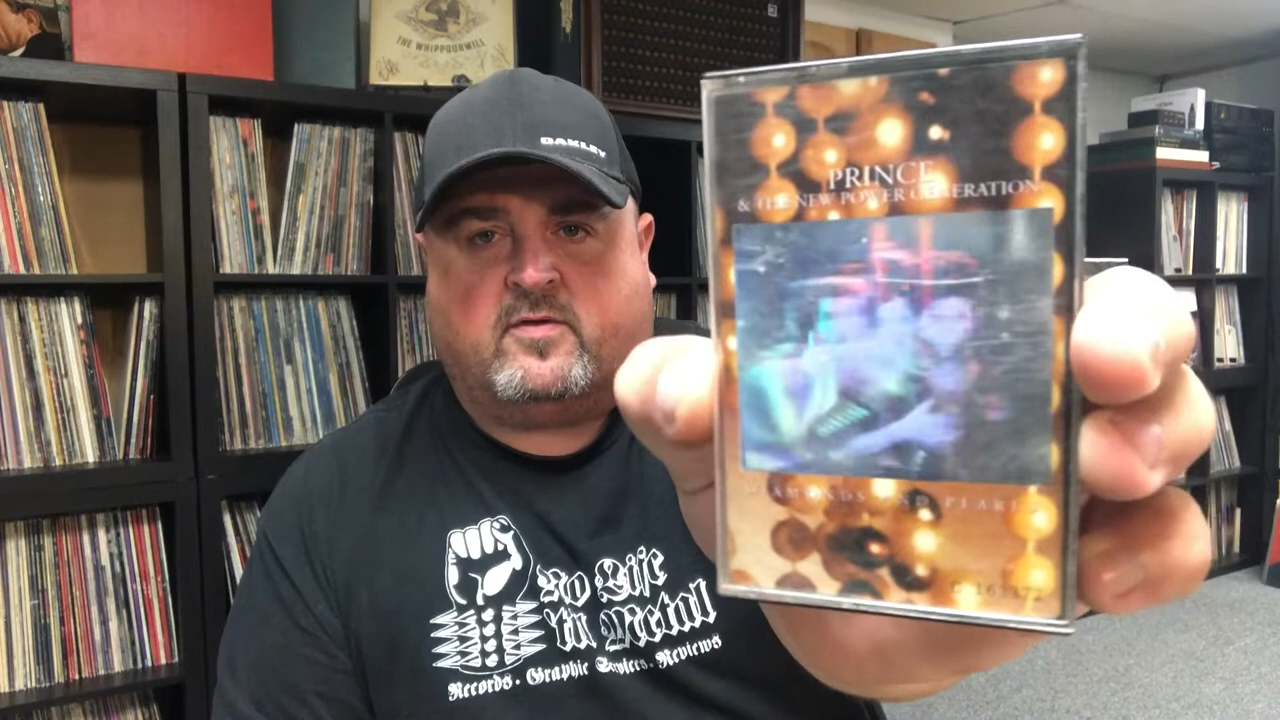 THE WHIPPOORWILL
OAKLEY
PRINCE
& THE NEW POWER GENERATION
DIAMONDS AND PEARLS
No Life
'til Metal
Records. Graphic Services. Reviews